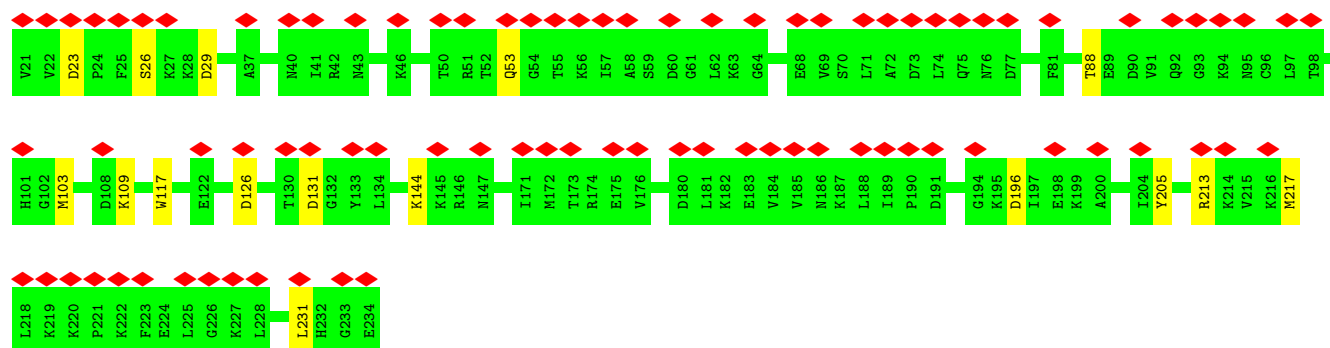 V21 V22 D23 P24 F25 S26 K27 K28 D29 A37 N40 I41 R42 N43 K46 T50 R51 T52 Q53 G54 T55 K56 I57 A58 S59 D60 G61 L62 K63 G64 E68 V69 S70 L71 A72 D73 L74 Q75 N76 D77 F81 T88 E89 D90 V91 Q92 G93 K94 N95 C96 L97 T98
H101 G102 M103 D108 K109 W117 E122 D126 T130 D131 G132 Y133 L134 K144 K145 R146 N147 I171 M172 T173 R174 E175 V176 D180 L181 K182 E183 V184 V185 N186 K187 L188 I189 P190 D191 G194 K195 D196 I197 E198 K199 A200 I204 Y205 R213 K214 V215 K216 M217
L218 K219 K220 P221 K222 F223 E224 L225 G226 K227 L228 L231 H232 G233 E234